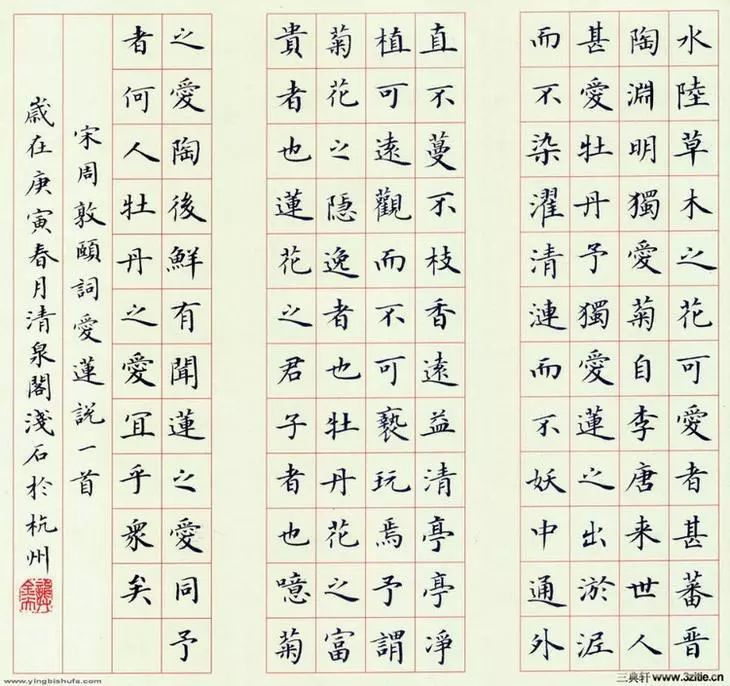 水陸草木之花可愛者甚蕃晉
陶淵明獨愛菊自李唐来世人
甚愛牡丹予獨愛蓮之出淤泥
而不染濯清漣而不妖中通外
直不蔓不枝香遠益清亭亭淨
植可遠觀而不可褻玩焉予謂
菊花之隱逸者也牡丹花之富
貴者也蓮花之君子者也噫菊
之愛陶後鮮有聞蓮之愛同予
者何人牡丹之愛宜乎衆矣
宋周敦頤詞愛蓮説一首
歲在庚寅春月清泉閣淺石於杭州
www.yingbishufa.com
三典轩 www.3zitie.cn